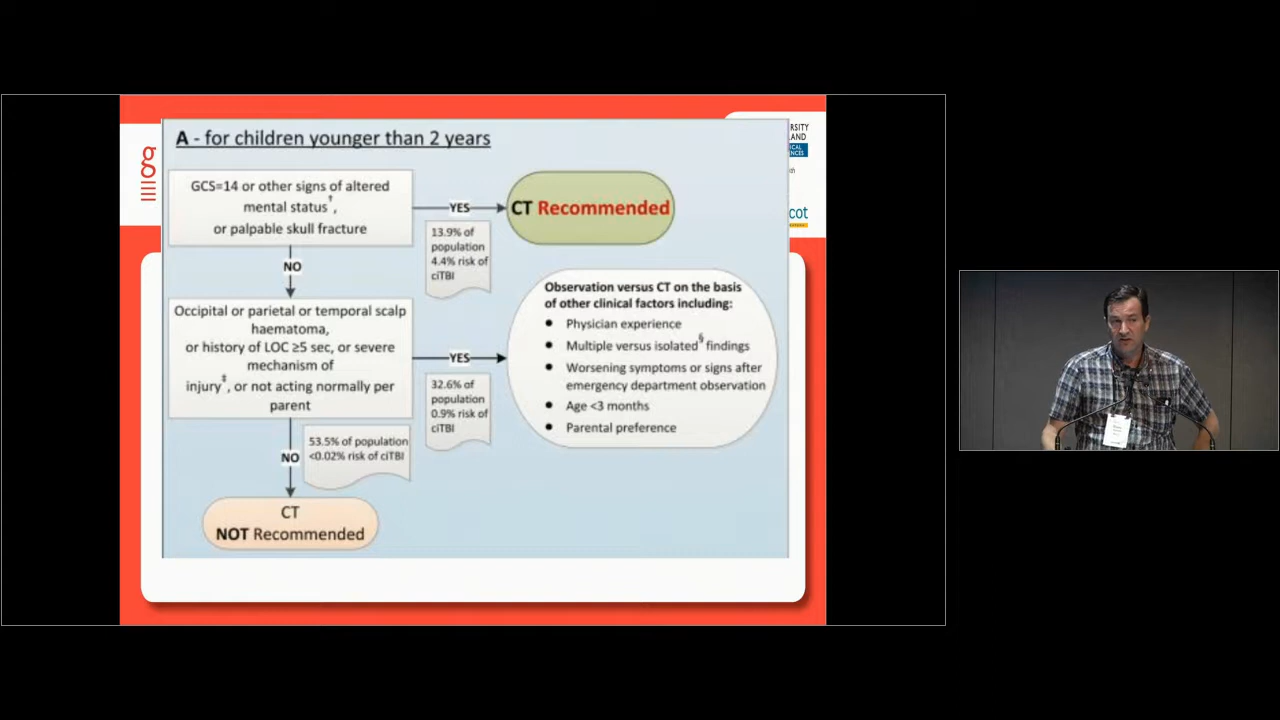 A - for children younger than 2 years
GCS=14 or other signs of altered
mental status†,
or palpable skull fracture
YES
CT Recommended
13.9% of
population
4.4% risk of
ciTBI
NO
Occipital or parietal or temporal scalp
haematoma,
or history of LOC ≥5 sec, or severe
mechanism of
injury‡, or not acting normally per
parent
YES
32.6% of
population
0.9% risk of
ciTBI
Observation versus CT on the basis
of other clinical factors including:
● Physician experience
● Multiple versus isolated§ findings
● Worsening symptoms or signs after
emergency department observation
● Age <3 months
● Parental preference
NO
53.5% of population
<0.02% risk of ciTBI
CT
NOT Recommended
RSITY
LAND
ICAL
ENCES
cot